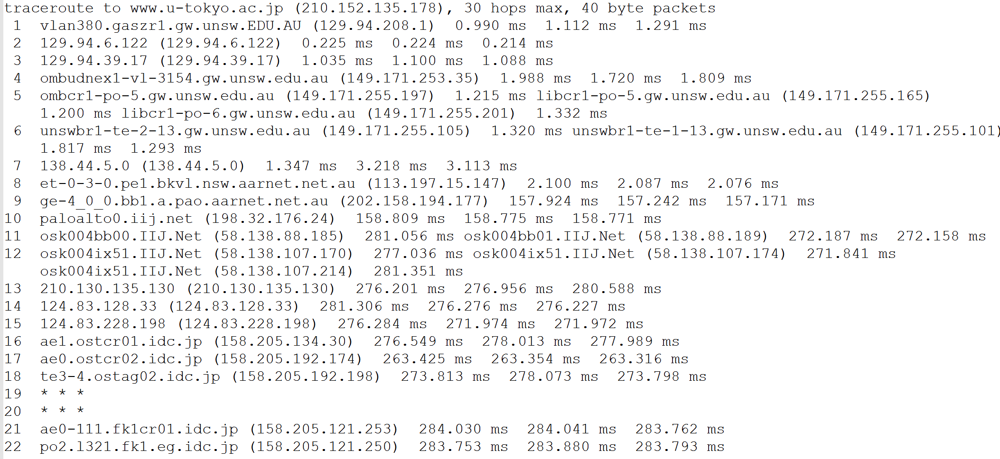 traceroute to www.u-tokyo.ac.jp (210.152.135.178), 30 hops max, 40 byte packets
1 vlan380.gaszr1.gw.unsw.EDU.AU (129.94.208.1) 0.990 ms 1.112 ms 1.291 ms
2 129.94.6.122 (129.94.6.122) 0.225 ms 0.224 ms 0.214 ms
3 129.94.39.17 (129.94.39.17) 1.035 ms 1.100 ms 1.088 ms
4 ombudnex1-vl-3154.gw.unsw.edu.au (149.171.253.35) 1.988 ms 1.720 ms 1.809 ms
5 ombcr1-po-5.gw.unsw.edu.au (149.171.255.197) 1.215 ms libcr1-po-5.gw.unsw.edu.au (149.171.255.165)
1.200 ms libcr1-po-6.gw.unsw.edu.au (149.171.255.201) 1.332 ms
6 unswbr1-te-2-13.gw.unsw.edu.au (149.171.255.105) 1.320 ms unswbr1-te-1-13.gw.unsw.edu.au (149.171.255.101)
1.817 ms 1.293 ms
7 138.44.5.0 (138.44.5.0) 1.347 ms 3.218 ms 3.113 ms
8 et-0-3-0.pe1.bkvl.nsw.aarnet.net.au (113.197.15.147) 2.100 ms 2.087 ms 2.076 ms
9 ge-4_0_0.bb1.a.pao.aarnet.net.au (202.158.194.177) 157.924 ms 157.242 ms 157.171 ms
10 paloalto0.iij.net (198.32.176.24) 158.809 ms 158.775 ms 158.771 ms
11 osk004bb00.IIJ.Net (58.138.88.185) 281.056 ms osk004bb01.IIJ.Net (58.138.88.189) 272.187 ms 272.158 ms
12 osk004ix51.IIJ.Net (58.138.107.170) 277.036 ms osk004ix51.IIJ.Net (58.138.107.174) 271.841 ms
osk004ix51.IIJ.Net (58.138.107.214) 281.351 ms
13 210.130.135.130 (210.130.135.130) 276.201 ms 276.956 ms 280.588 ms
14 124.83.128.33 (124.83.128.33) 281.306 ms 276.276 ms 276.227 ms
15 124.83.228.198 (124.83.228.198) 276.284 ms 271.974 ms 271.972 ms
16 ae1.ostcr01.idc.jp (158.205.134.30) 276.549 ms 278.013 ms 277.989 ms
17 ae0.ostcr02.idc.jp (158.205.192.174) 263.425 ms 263.354 ms 263.316 ms
18 te3-4.ostag02.idc.jp (158.205.192.198) 273.813 ms 278.073 ms 273.798 ms
19 * * *
20 * * *
21 ae0-111.fk1cr01.idc.jp (158.205.121.253) 284.030 ms 284.041 ms 283.762 ms
22 po2.l321.fk1.eg.idc.jp (158.205.121.250) 283.753 ms 283.880 ms 283.793 ms